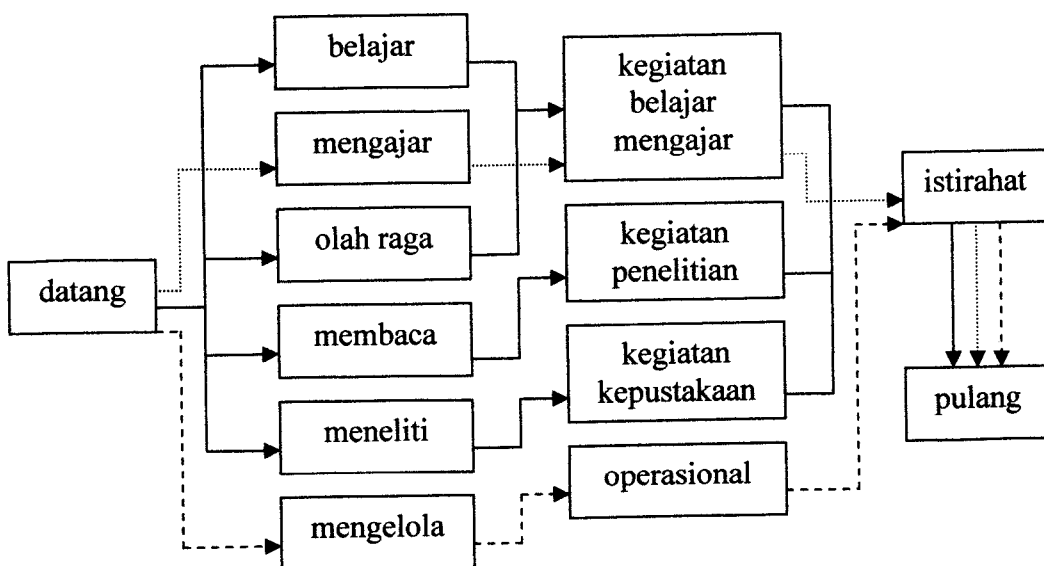 datang
belajar
mengajar
olah raga
membaca
meneliti
mengelola
kegiatan
belajar
mengajar
kegiatan
penelitian
kegiatan
kepustakaan
operasional
istirahat
pulang